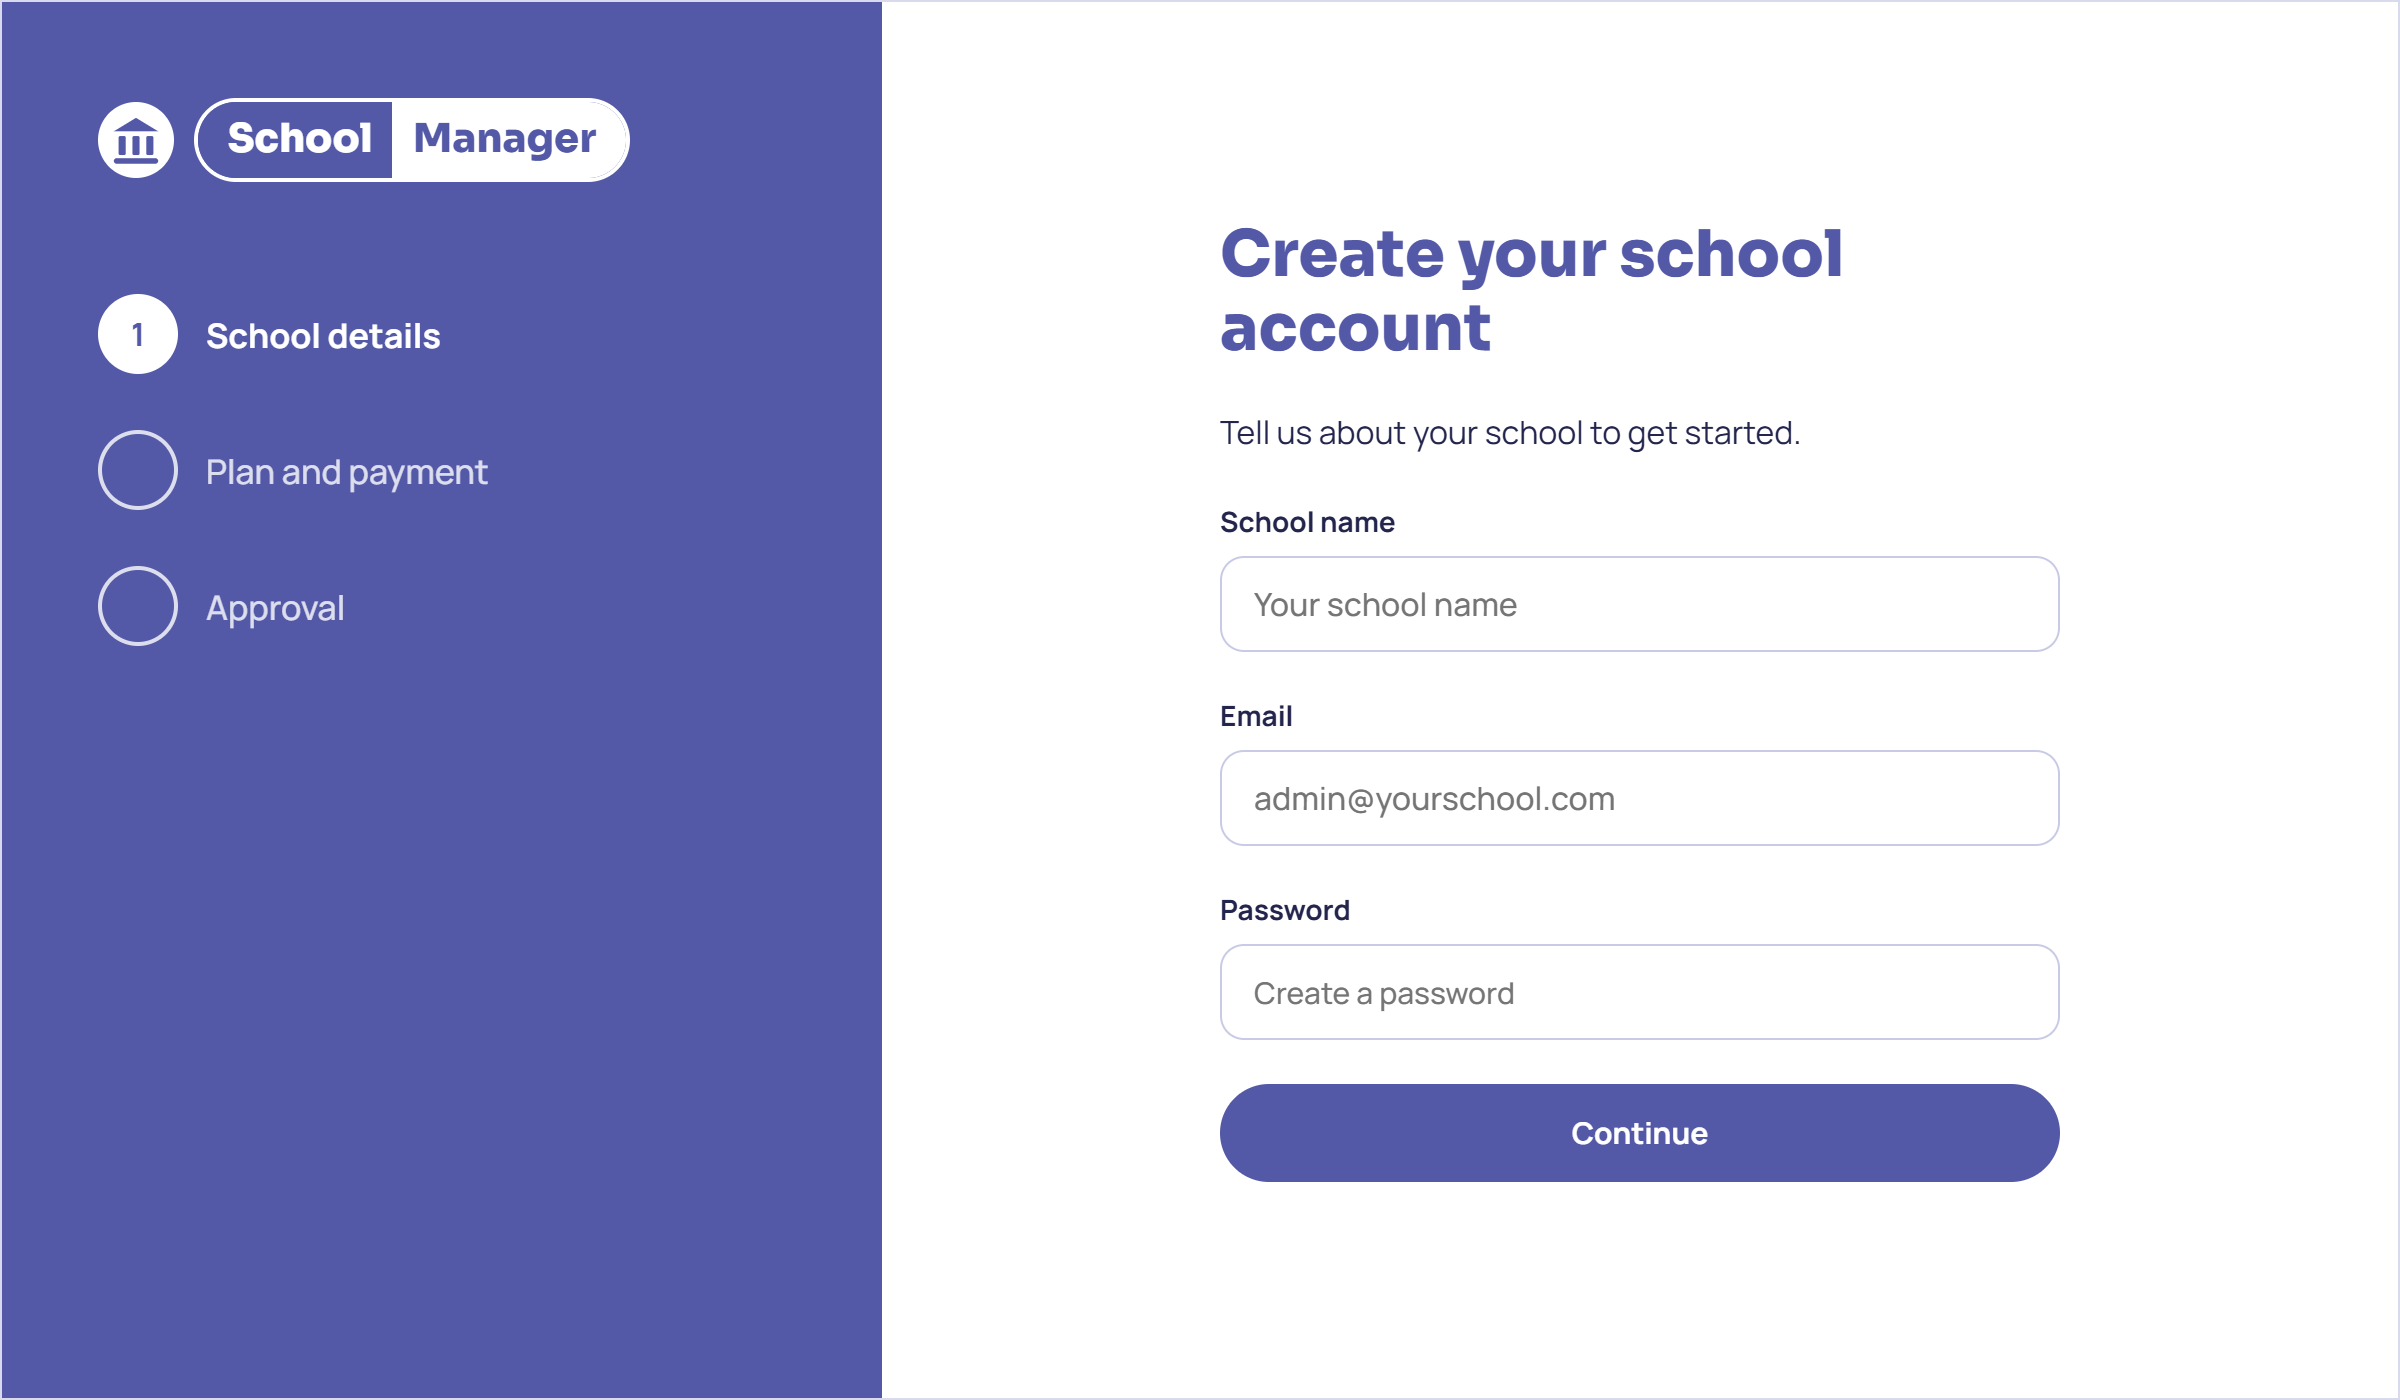 School Manager
1 School details
Plan and payment
Approval
Create your school
account
Tell us about your school to get started.
School name
Your school name
Email
admin@yourschool.com
Password
Create a password
Continue